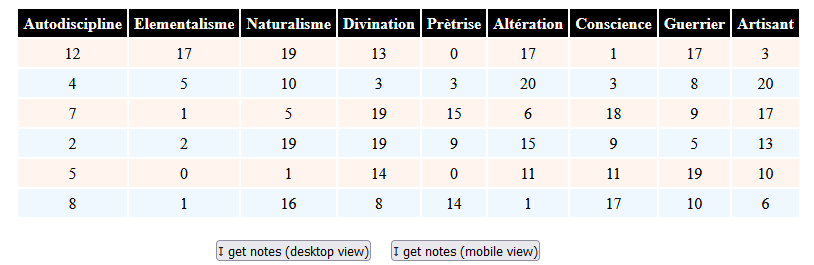 Autodiscipline Elementalisme Naturalisme Divination Prètrise Altération Conscience Guerrier Artisant
12 17 19 13 0 17 1 17 3
4 5 10 3 3 20 3 8 20
7 1 5 19 15 6 18 9 17
2 2 19 19 9 15 9 5 13
5 0 1 14 0 11 11 19 10
8 1 16 8 14 1 17 10 6
I get notes (desktop view) I get notes (mobile view)